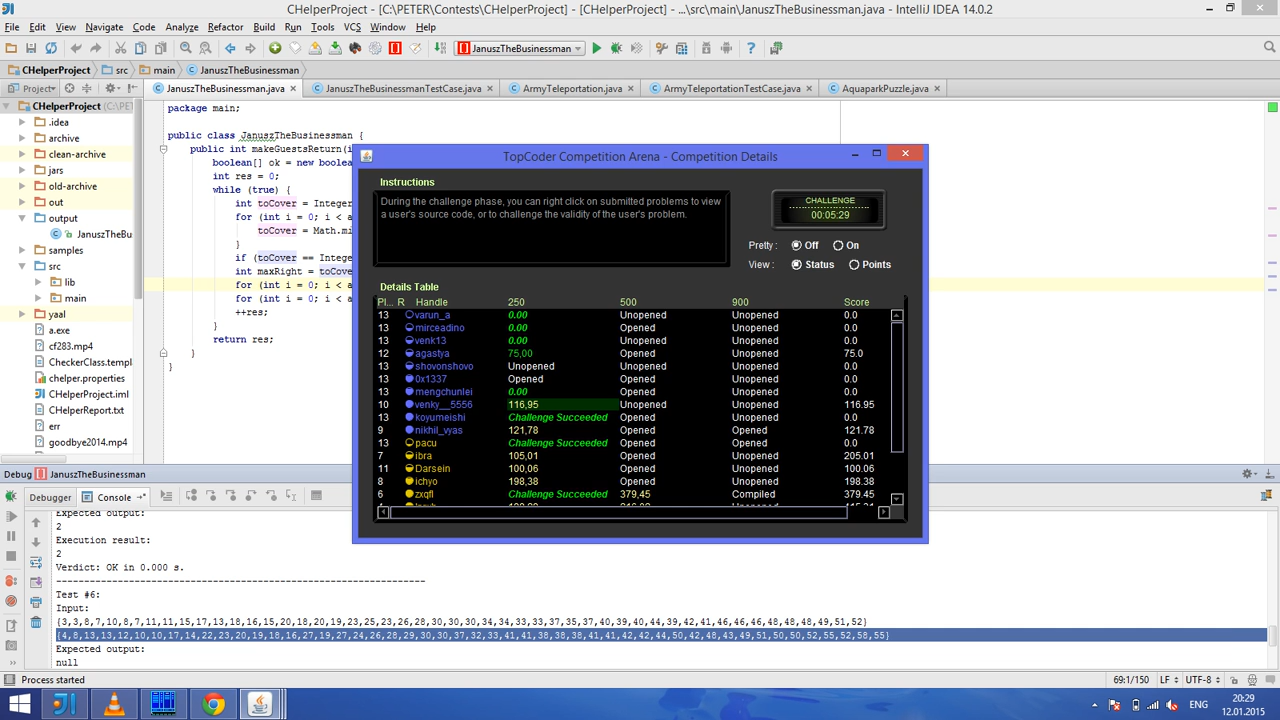 CHelperProject - [C:\PETER\Contests\CHelperProject] - [CHelperProject] - ...\src\main\JanuszTheBusinessman.java - IntelliJ IDEA 14.0.2
File Edit View Navigate Code Analyze Refactor Build Run Tools VCS Window Help
JanuszTheBusinessman
CHelperProject src main JanuszTheBusinessman
Project
JanuszTheBusinessman.java JanuszTheBusinessmanTestCase.java ArmyTeleportation.java ArmyTeleportationTestCase.java AquaparkPuzzle.java
CHelperProject
.idea
archive
clean-archive
jars
old-archive
out
output
JanuszTheBu
samples
src
lib
main
yaal
a.exe
cf283.mp4
CheckerClass.templa
chelper.properties
CHelperProject.iml
CHelperReport.txt
err
goodbye2014.mp4
package main;
public class JanuszTheBusinessman {
public int makeGuestsReturn(i
boolean[] ok = new boolea
int res = 0;
while (true) {
int toCover = Integer
for (int i = 0; i < a
toCover = Math.mi
}
if (toCover == Intege
int maxRight = toCove
for (int i = 0; i < a
for (int i = 0; i < a
++res;
}
return res;
}
}
TopCoder Competition Arena - Competition Details
Instructions
During the challenge phase, you can right click on submitted problems to view
a user's source code, or to challenge the validity of the user's problem.
CHALLENGE
00:05:29
Pretty : Off On
View : Status Points
Details Table
Pl... R Handle 250 500 900 Score
13 varun_a 0.00 Unopened Unopened 0.0
13 mirceadino 0.00 Opened Unopened 0.0
13 venk13 0.00 Unopened Unopened 0.0
12 agastya 75,00 Opened Unopened 75.0
13 shovonshovo Unopened Unopened Unopened 0.0
13 0x1337 Opened Opened Unopened 0.0
13 mengchunlei 0.00 Opened Unopened 0.0
10 venky__5556 116,95 Unopened Unopened 116.95
13 koyumeishi Challenge Succeeded Opened Unopened 0.0
9 nikhil_vyas 121,78 Opened Unopened 121.78
13 pacu Challenge Succeeded Opened Opened 0.0
7 ibra 105,01 Opened Unopened 205.01
11 Darsein 100,06 Opened Unopened 100.06
8 ichyo 198,38 Opened Unopened 198.38
6 zxqfl Challenge Succeeded 379,45 Compiled 379.45
Debug JanuszTheBusinessman
Debugger Console
Expected output:
2
Execution result:
2
Verdict: OK in 0.000 s.
------------------------------------------------------------------
Test #6:
Input:
{3,3,8,7,10,8,7,11,11,15,17,13,18,16,15,20,18,20,19,23,25,23,26,28,30,30,30,34,34,33,33,37,35,37,40,39,40,44,39,42,41,46,46,46,48,48,48,49,51,52}
{4,8,13,13,12,10,10,17,14,22,23,20,19,18,16,27,19,27,24,26,28,29,30,30,37,32,33,41,41,38,38,38,41,41,42,42,44,50,42,48,43,49,51,50,50,52,55,52,58,55}
Expected output:
null
Process started 69:1/150 LF UTF-8
ENG
20:29
12.01.2015